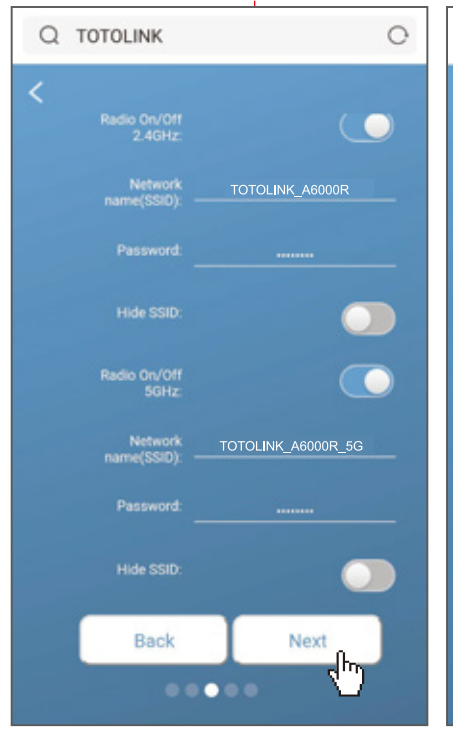 TOTOLINK
Radio On/Off
2.4GHz:
Network
name(SSID):
TOTOLINK_A6000R
Password:
........
Hide SSID:
Radio On/Off
5GHz:
Network
name(SSID):
TOTOLINK_A6000R_5G
Password:
........
Hide SSID:
Back
Next